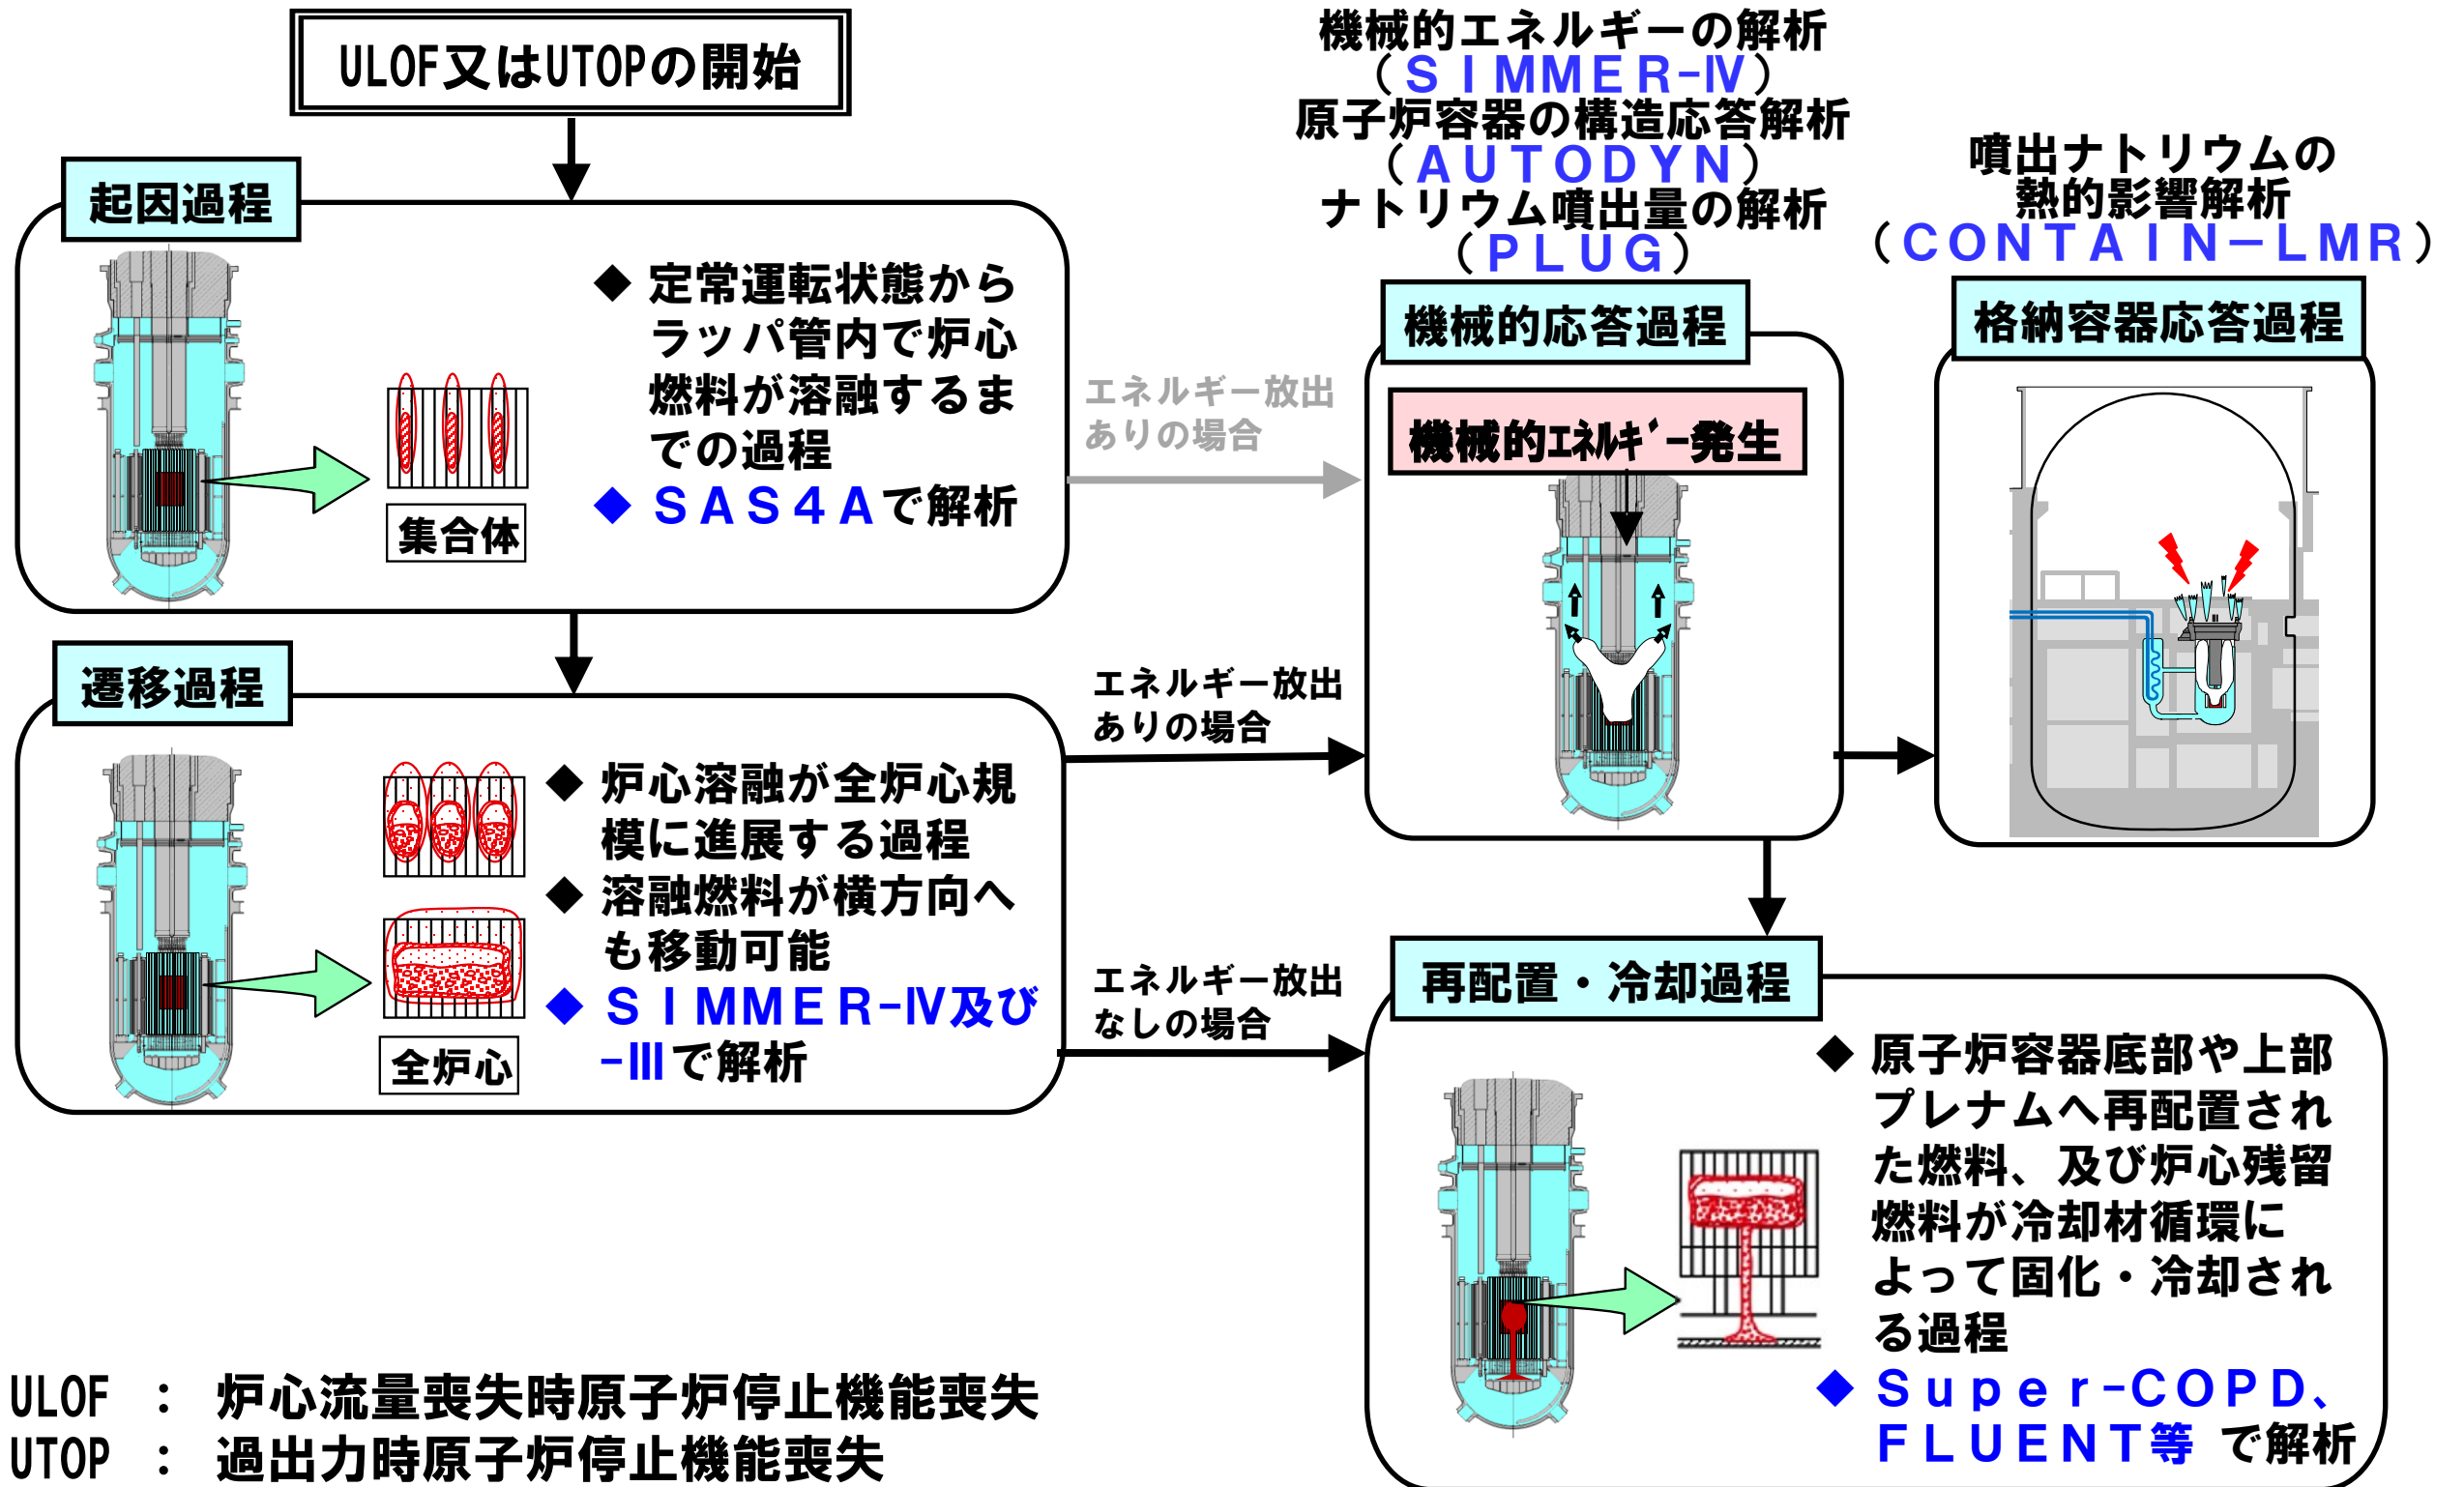 ULOF又はUTOPの開始
起因過程
◆ 定常運転状態から
ラッパ管内で炉心
燃料が溶融するま
での過程
◆ ＳＡＳ４Ａで解析
集合体
遷移過程
◆ 炉心溶融が全炉心規
模に進展する過程
◆ 溶融燃料が横方向へ
も移動可能
◆ ＳＩＭＭＥＲ-Ⅳ及び
-Ⅲで解析
全炉心
エネルギー放出
ありの場合
エネルギー放出
ありの場合
エネルギー放出
なしの場合
機械的エネルギーの解析
（ＳＩＭＭＥＲ-Ⅳ）
原子炉容器の構造応答解析
（ＡＵＴＯＤＹＮ）
ナトリウム噴出量の解析
（ＰＬＵＧ）
機械的応答過程
機械的ｴﾈﾙｷﾞｰ発生
噴出ナトリウムの
熱的影響解析
（ＣＯＮＴＡＩＮ－ＬＭＲ）
格納容器応答過程
再配置・冷却過程
◆ 原子炉容器底部や上部
プレナムへ再配置され
た燃料、及び炉心残留
燃料が冷却材循環に
よって固化・冷却され
る過程
◆ Ｓｕｐｅｒ-ＣＯＰＤ、
ＦＬＵＥＮＴ等 で解析
ULOF ： 炉心流量喪失時原子炉停止機能喪失
UTOP ： 過出力時原子炉停止機能喪失